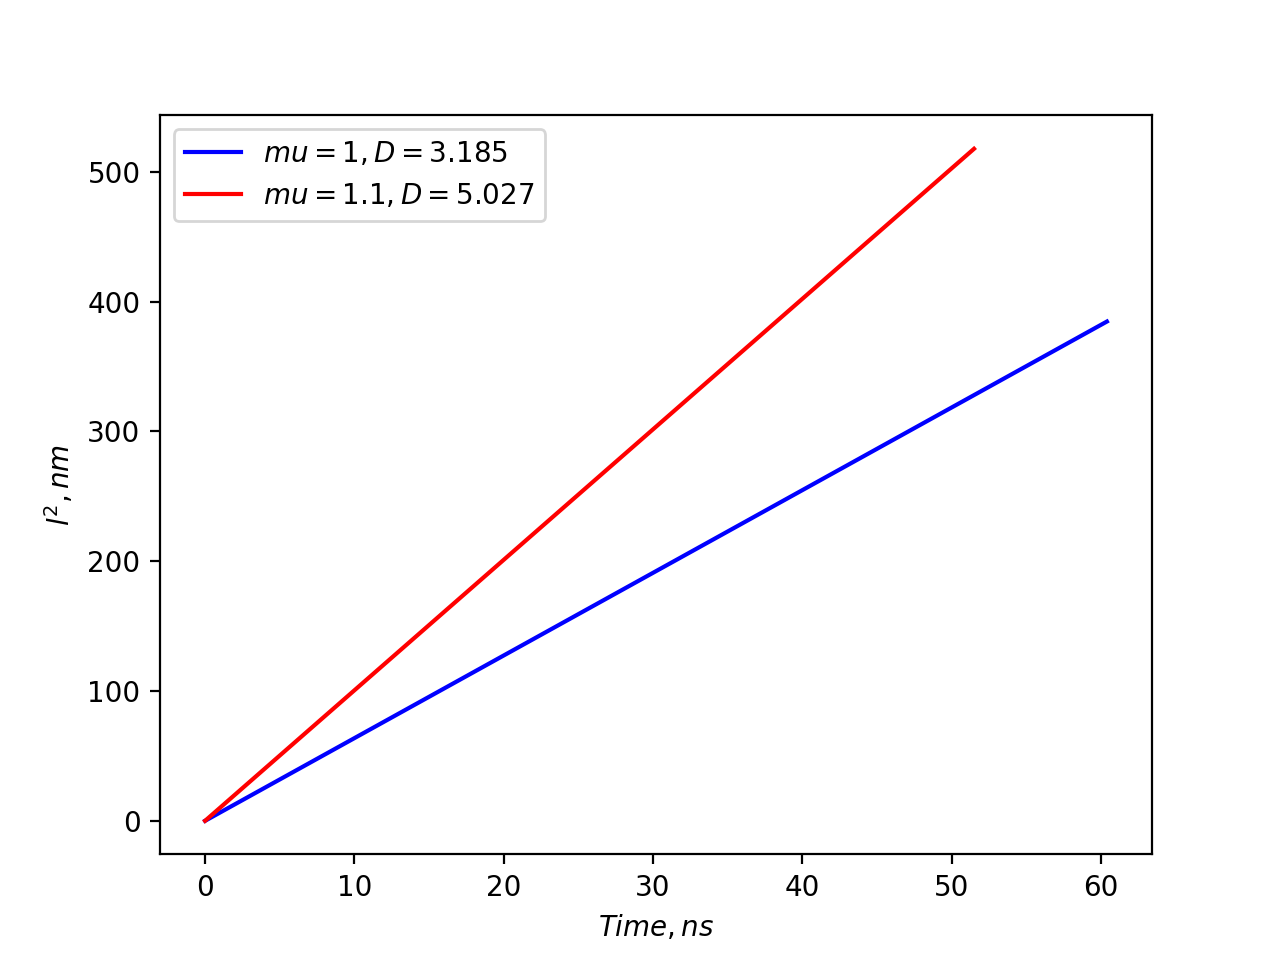 mu = 1, D = 3.185
mu = 1.1, D = 5.027
500
400
300
200
100
0
l², nm
0 10 20 30 40 50 60
Time, ns